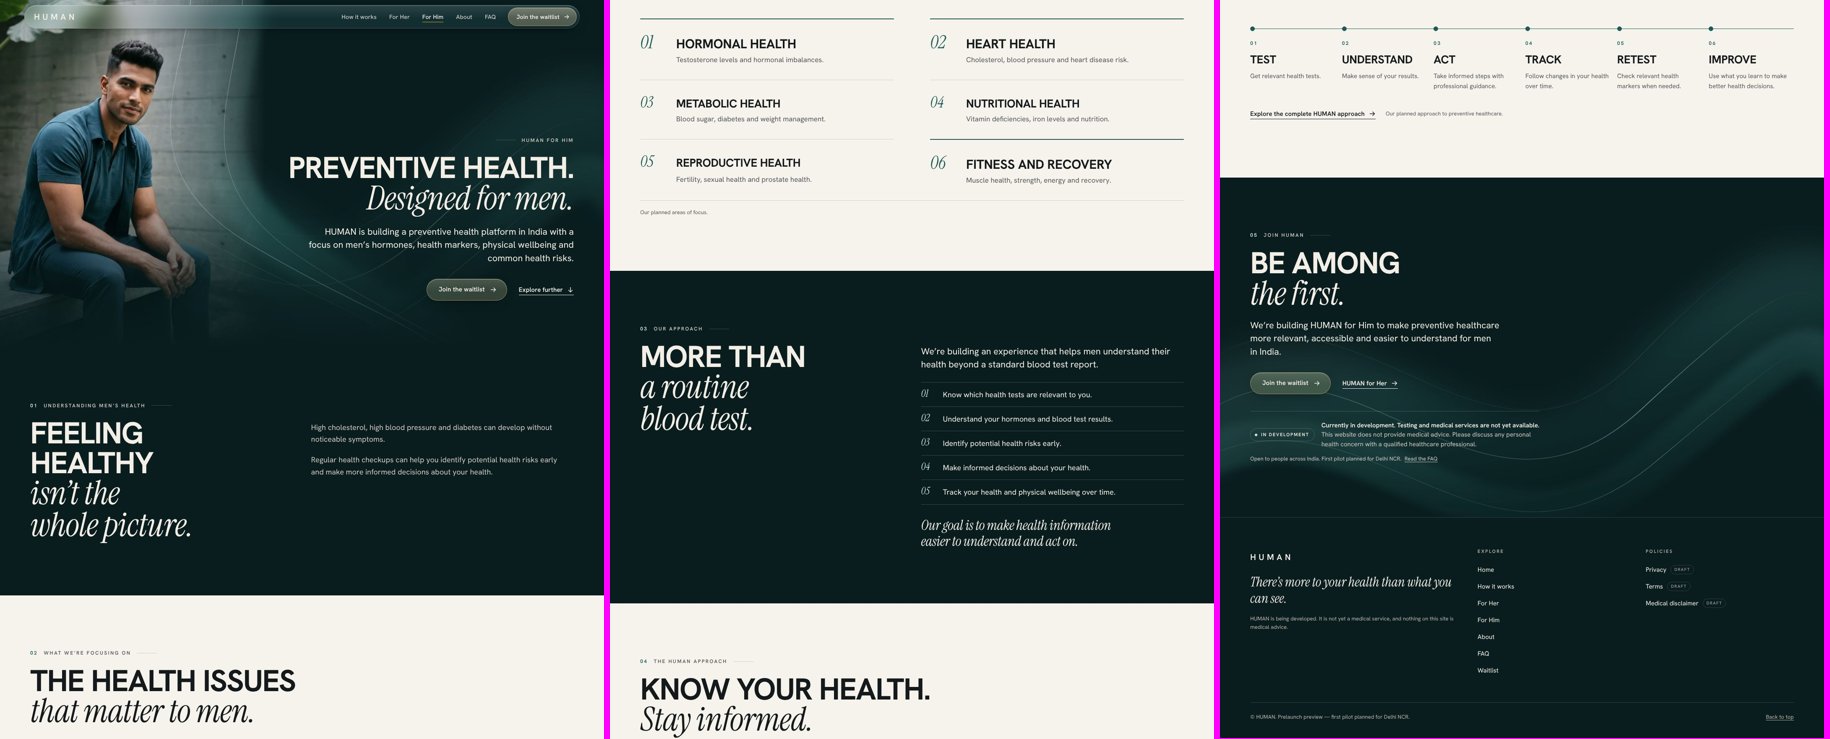 HUMAN
How it works
For Her
For Him
About
FAQ
Join the waitlist →
HUMAN FOR HIM
PREVENTIVE HEALTH.
Designed for men.
HUMAN is building a preventive health platform in India with a
focus on men’s hormones, health markers, physical wellbeing and
common health risks.
Join the waitlist →
Explore further ↓
01 UNDERSTANDING MEN’S HEALTH
FEELING
HEALTHY
isn’t the
whole picture.
High cholesterol, high blood pressure and diabetes can develop without
noticeable symptoms.
Regular health checkups can help you identify potential health risks early
and make more informed decisions about your health.
02 WHAT WE’RE FOCUSING ON
THE HEALTH ISSUES
that matter to men.
01 HORMONAL HEALTH
Testosterone levels and hormonal imbalances.
02 HEART HEALTH
Cholesterol, blood pressure and heart disease risk.
03 METABOLIC HEALTH
Blood sugar, diabetes and weight management.
04 NUTRITIONAL HEALTH
Vitamin deficiencies, iron levels and nutrition.
05 REPRODUCTIVE HEALTH
Fertility, sexual health and prostate health.
06 FITNESS AND RECOVERY
Muscle health, strength, energy and recovery.
Our planned areas of focus.
03 OUR APPROACH
MORE THAN
a routine
blood test.
We’re building an experience that helps men understand their
health beyond a standard blood test report.
01 Know which health tests are relevant to you.
02 Understand your hormones and blood test results.
03 Identify potential health risks early.
04 Make informed decisions about your health.
05 Track your health and physical wellbeing over time.
Our goal is to make health information
easier to understand and act on.
04 THE HUMAN APPROACH
KNOW YOUR HEALTH.
Stay informed.
01
TEST
Get relevant health tests.
02
UNDERSTAND
Make sense of your results.
03
ACT
Take informed steps with
professional guidance.
04
TRACK
Follow changes in your health
over time.
05
RETEST
Check relevant health
markers when needed.
06
IMPROVE
Use what you learn to make
better health decisions.
Explore the complete HUMAN approach →
Our planned approach to preventive healthcare.
05 JOIN HUMAN
BE AMONG
the first.
We’re building HUMAN for Him to make preventive healthcare
more relevant, accessible and easier to understand for men
in India.
Join the waitlist →
HUMAN for Her →
IN DEVELOPMENT
Currently in development. Testing and medical services are not yet available.
This website does not provide medical advice. Please discuss any personal
health concern with a qualified healthcare professional.
Open to people across India. First pilot planned for Delhi NCR. Read the FAQ
HUMAN
There’s more to your health than what you
can see.
HUMAN is being developed. It is not yet a medical service, and nothing on this site is
medical advice.
EXPLORE
Home
How it works
For Her
For Him
About
FAQ
Waitlist
POLICIES
Privacy DRAFT
Terms DRAFT
Medical disclaimer DRAFT
© HUMAN. Prelaunch preview — first pilot planned for Delhi NCR.
Back to top